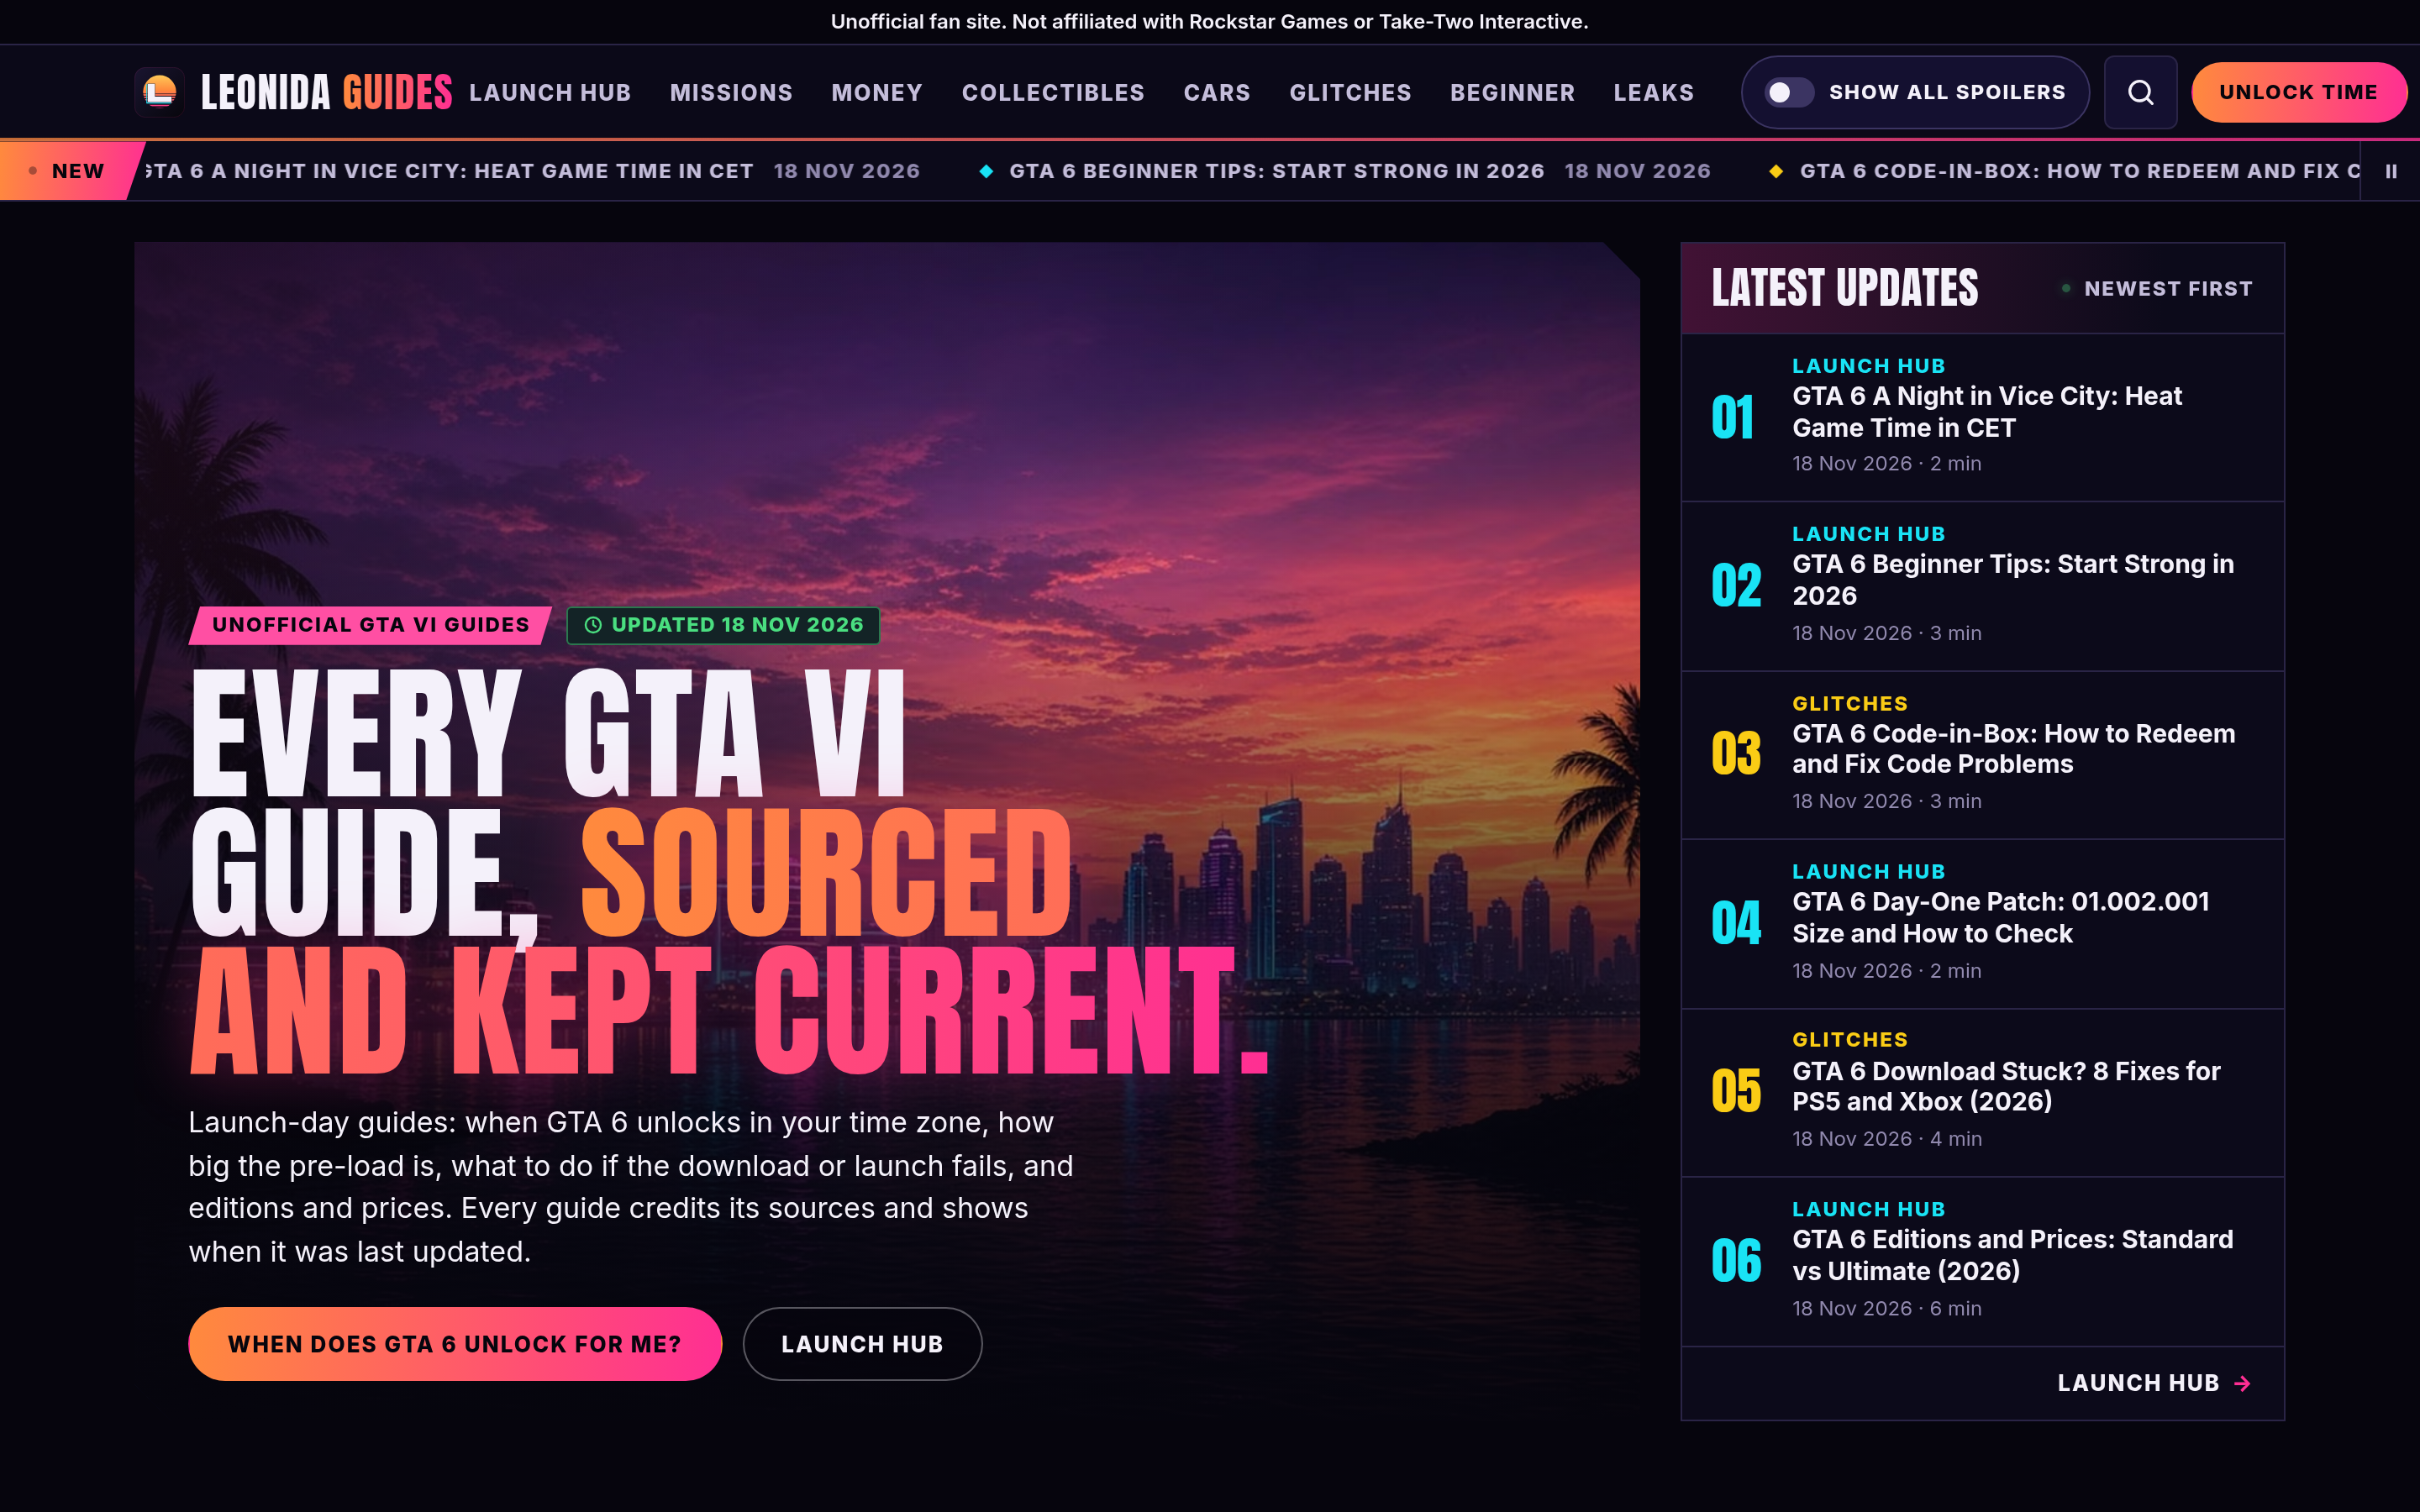 Unofficial fan site. Not affiliated with Rockstar Games or Take-Two Interactive.
LEONIDA GUIDES
LAUNCH HUB
MISSIONS
MONEY
COLLECTIBLES
CARS
GLITCHES
BEGINNER
LEAKS
SHOW ALL SPOILERS
UNLOCK TIME
NEW
GTA 6 A NIGHT IN VICE CITY: HEAT GAME TIME IN CET 18 NOV 2026
GTA 6 BEGINNER TIPS: START STRONG IN 2026 18 NOV 2026
GTA 6 CODE-IN-BOX: HOW TO REDEEM AND FIX
UNOFFICIAL GTA VI GUIDES
UPDATED 18 NOV 2026
EVERY GTA VI
GUIDE, SOURCED
AND KEPT CURRENT.
Launch-day guides: when GTA 6 unlocks in your time zone, how
big the pre-load is, what to do if the download or launch fails, and
editions and prices. Every guide credits its sources and shows
when it was last updated.
WHEN DOES GTA 6 UNLOCK FOR ME?
LAUNCH HUB
LATEST UPDATES
NEWEST FIRST
01
LAUNCH HUB
GTA 6 A Night in Vice City: Heat
Game Time in CET
18 Nov 2026 · 2 min
02
LAUNCH HUB
GTA 6 Beginner Tips: Start Strong in
2026
18 Nov 2026 · 3 min
03
GLITCHES
GTA 6 Code-in-Box: How to Redeem
and Fix Code Problems
18 Nov 2026 · 3 min
04
LAUNCH HUB
GTA 6 Day-One Patch: 01.002.001
Size and How to Check
18 Nov 2026 · 2 min
05
GLITCHES
GTA 6 Download Stuck? 8 Fixes for
PS5 and Xbox (2026)
18 Nov 2026 · 4 min
06
LAUNCH HUB
GTA 6 Editions and Prices: Standard
vs Ultimate (2026)
18 Nov 2026 · 6 min
LAUNCH HUB →